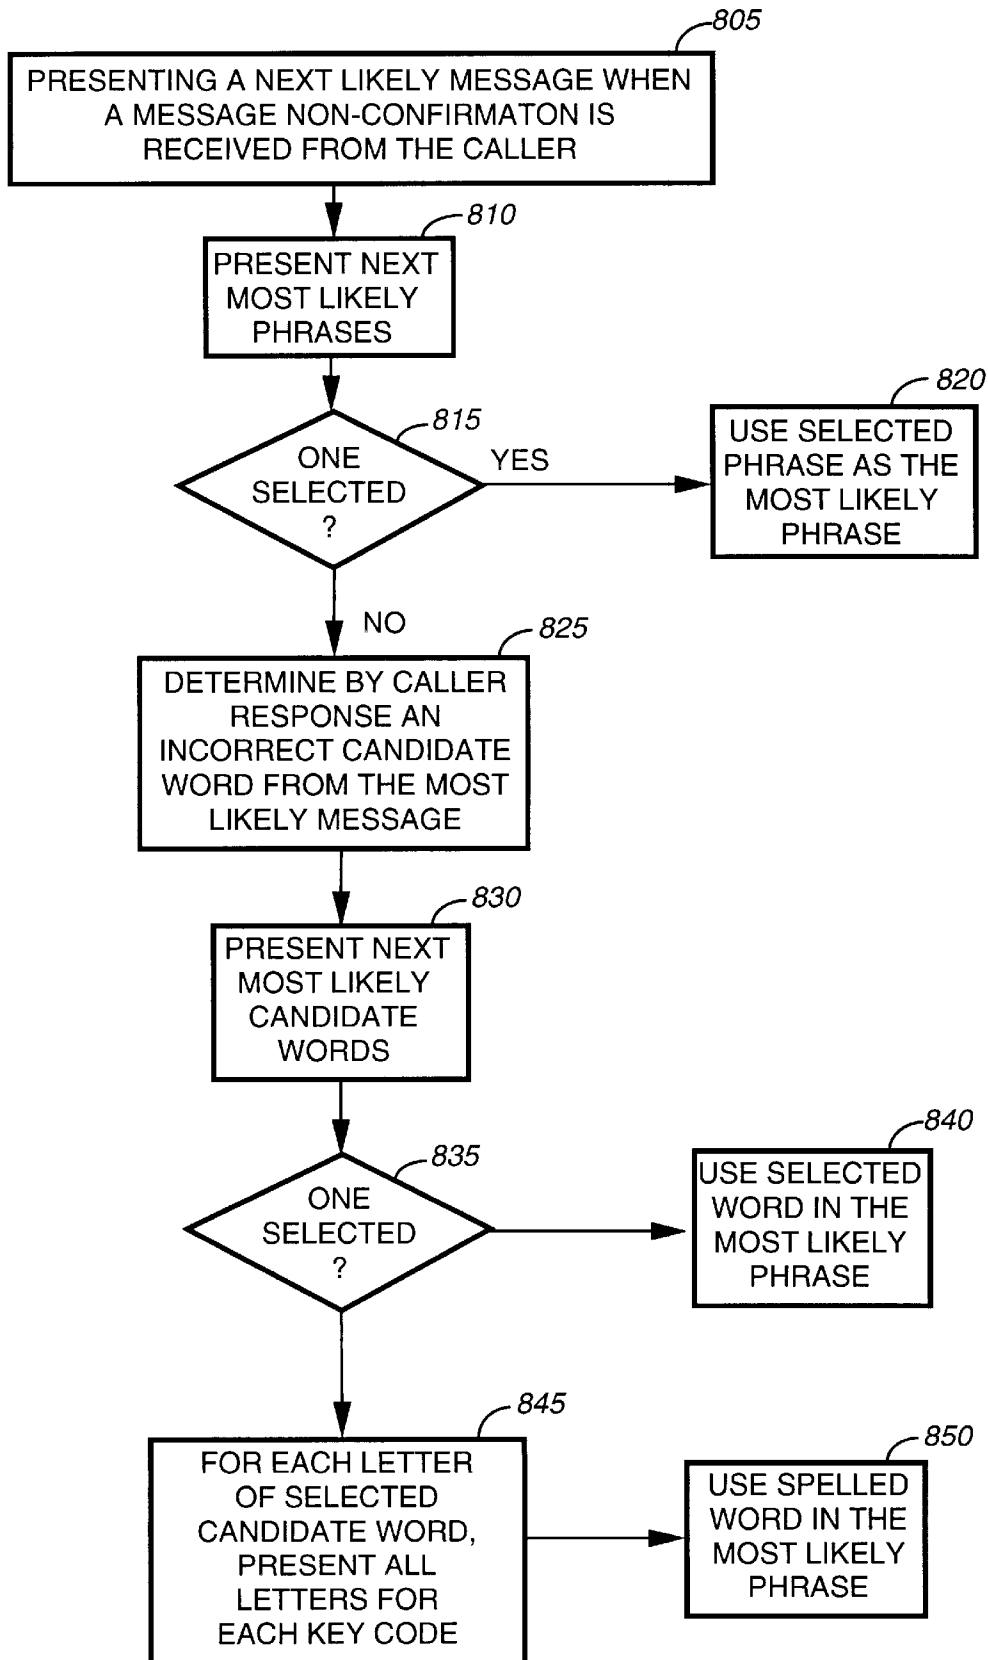 805
PRESENTING A NEXT LIKELY MESSAGE WHEN
A MESSAGE NON-CONFIRMATON IS
RECEIVED FROM THE CALLER
810
PRESENT NEXT
MOST LIKELY
PHRASES
815
ONE
SELECTED
?
YES
820
USE SELECTED
PHRASE AS THE
MOST LIKELY
PHRASE
NO
825
DETERMINE BY CALLER
RESPONSE AN
INCORRECT CANDIDATE
WORD FROM THE MOST
LIKELY MESSAGE
830
PRESENT NEXT
MOST LIKELY
CANDIDATE
WORDS
835
ONE
SELECTED
?
840
USE SELECTED
WORD IN THE
MOST LIKELY
PHRASE
845
FOR EACH LETTER
OF SELECTED
CANDIDATE WORD,
PRESENT ALL
LETTERS FOR
EACH KEY CODE
850
USE SPELLED
WORD IN THE
MOST LIKELY
PHRASE